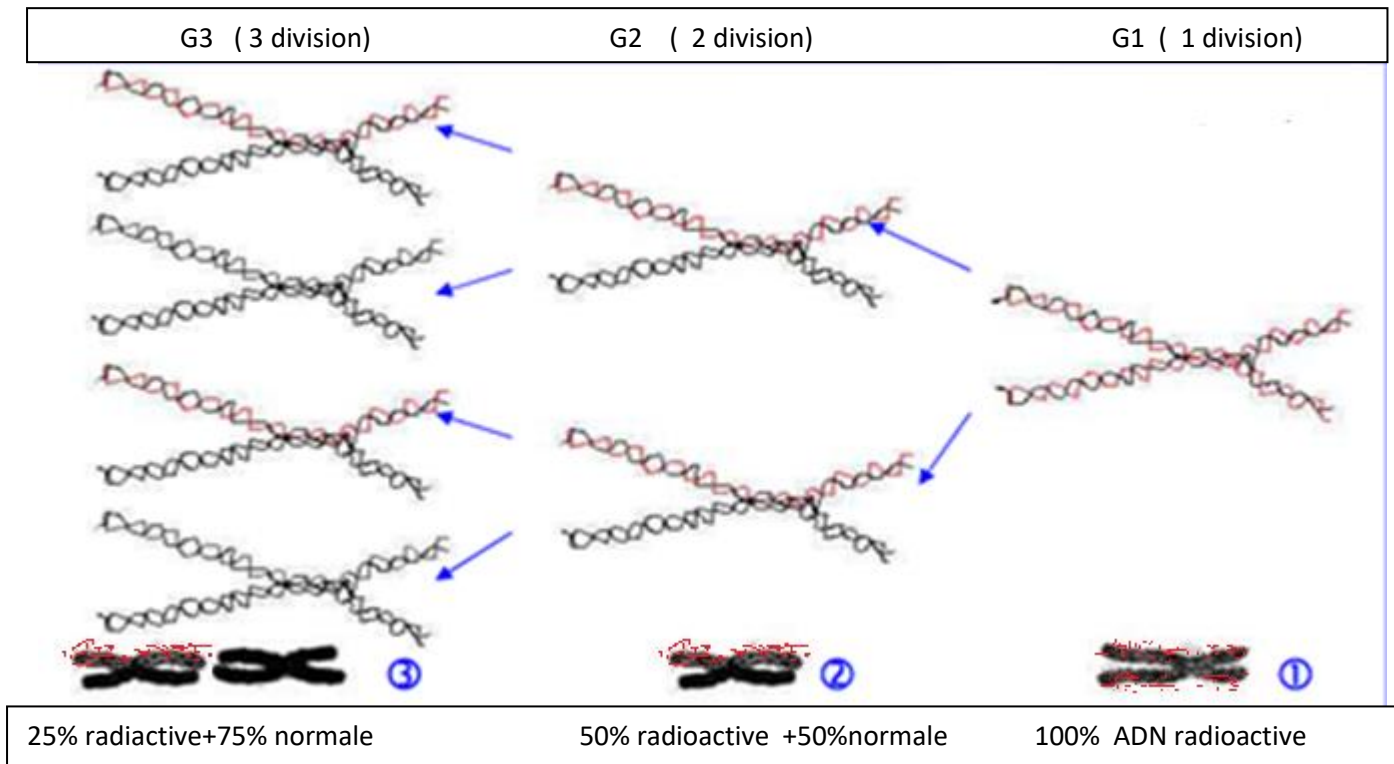 G3 ( 3 division) G2 ( 2 division) G1 ( 1 division)
③ ② ①
25% radiactive+75% normale 50% radioactive +50%normale 100% ADN radioactive